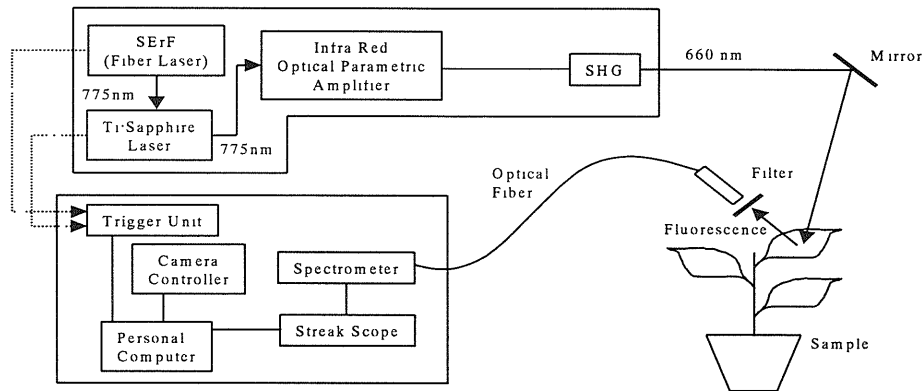 SErF
(Fiber Laser)
775nm
Ti·Sapphire
Laser
775nm
Infra Red
Optical Parametric
Amplifier
SHG
660 nm
Mirror
Optical
Fiber
Filter
Fluorescence
Sample
Trigger Unit
Camera
Controller
Spectrometer
Streak Scope
Personal
Computer